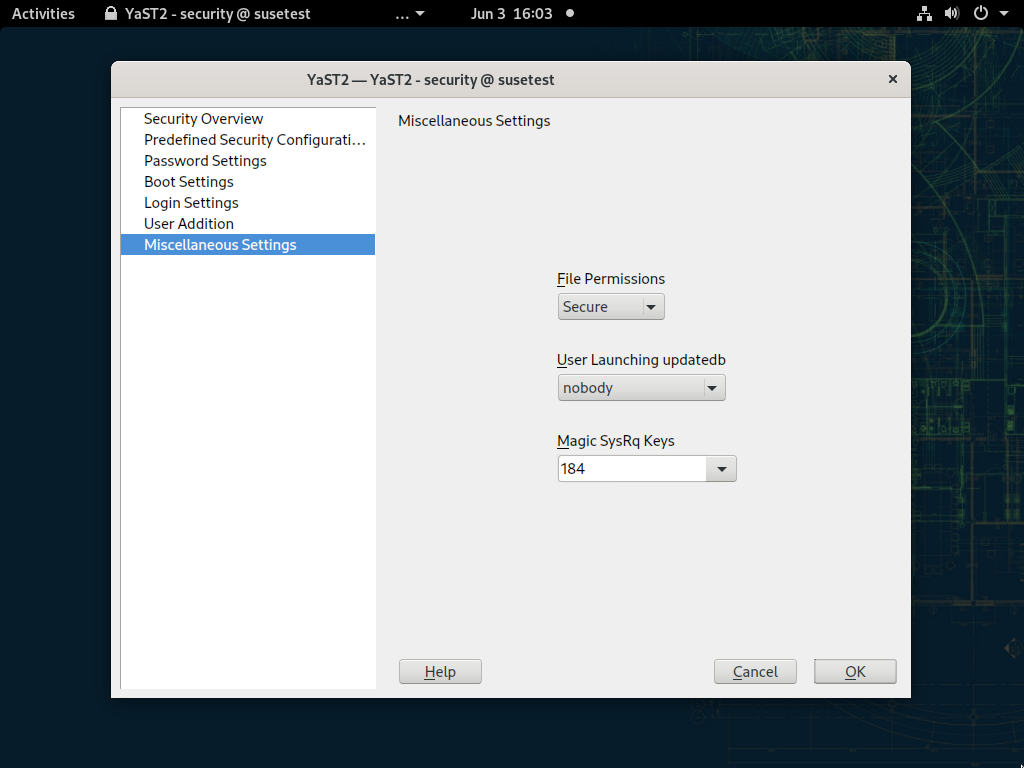 Activities YaST2 - security @ susetest ... Jun 3 16:03
YaST2 — YaST2 - security @ susetest
Security Overview
Predefined Security Configurati...
Password Settings
Boot Settings
Login Settings
User Addition
Miscellaneous Settings
Miscellaneous Settings
File Permissions
Secure
User Launching updatedb
nobody
Magic SysRq Keys
184
Help Cancel OK